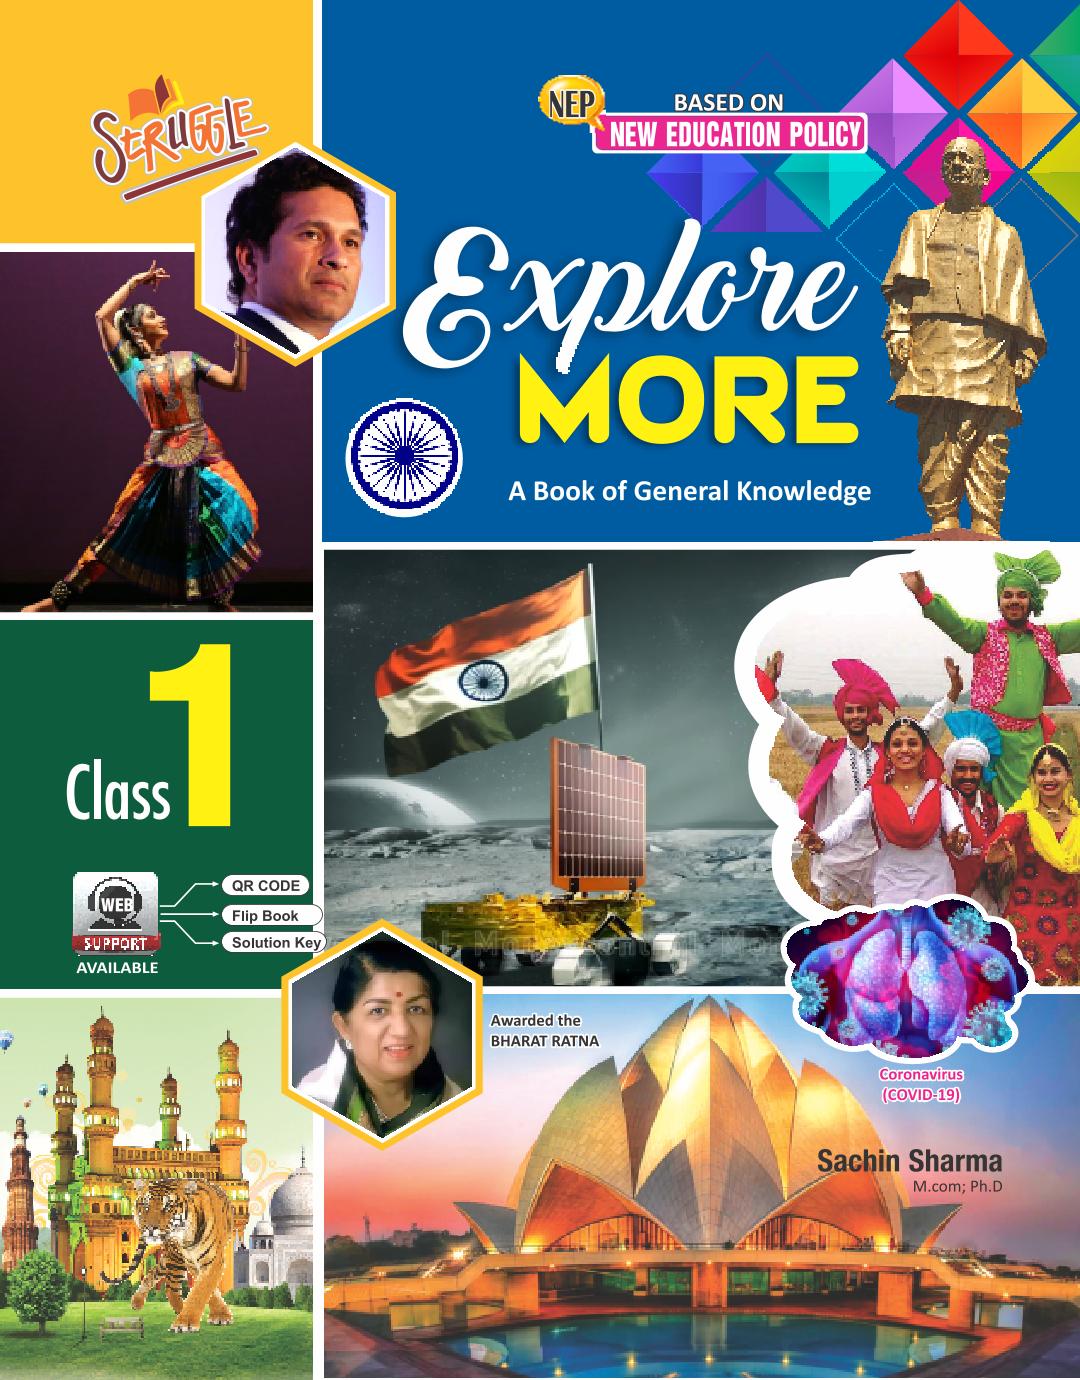 STRUGGLE
NEP
BASED ON
NEW EDUCATION POLICY
Explore
MORE
A Book of General Knowledge
Class 1
WEB
SUPPORT
AVAILABLE
QR CODE
Flip Book
Solution Key
Awarded the
BHARAT RATNA
Coronavirus
(COVID-19)
Sachin Sharma
M.com; Ph.D